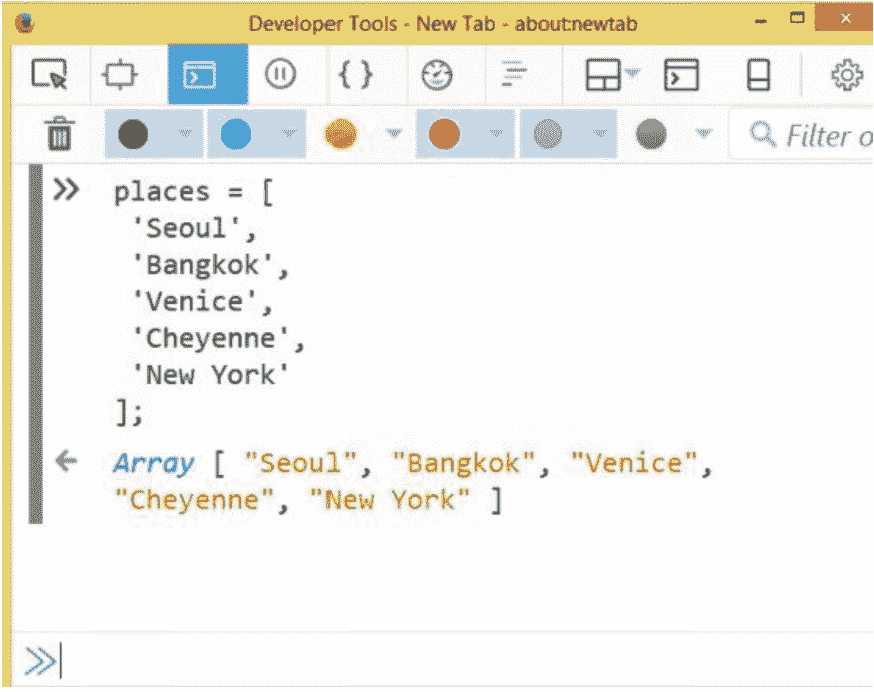 Developer Tools - New Tab - about:newtab
Filter o
places = [
'Seoul',
'Bangkok',
'Venice',
'Cheyenne',
'New York'
];
Array [ "Seoul", "Bangkok", "Venice",
"Cheyenne", "New York" ]